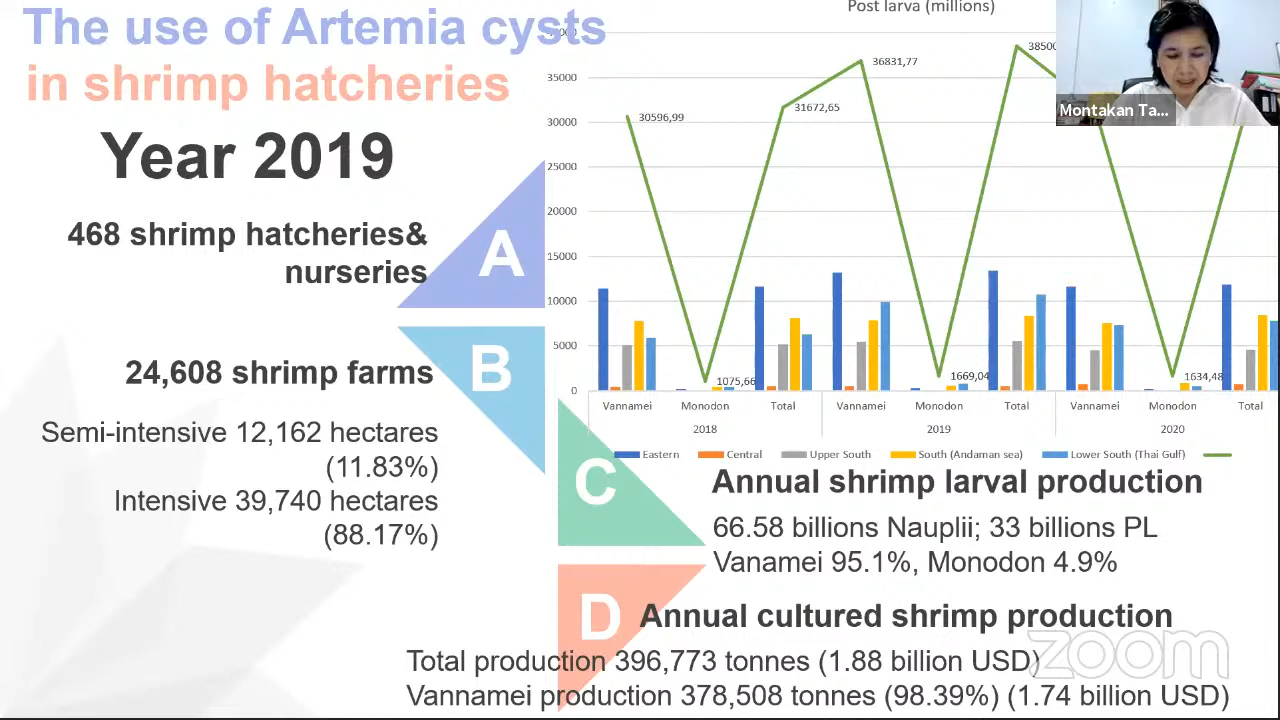 The use of Artemia cysts
in shrimp hatcheries
Year 2019
468 shrimp hatcheries&
nurseries
A
24,608 shrimp farms
B
Semi-intensive 12,162 hectares
(11.83%)
Intensive 39,740 hectares
(88.17%)
Post larva (millions)
35000
30000
25000
20000
15000
10000
5000
0
30596,99
1075,66
31672,65
36831,77
1669,04
1634,48
Vannamei Monodon Total Vannamei Monodon Total Vannamei Monodon Total
2018 2019 2020
Eastern Central Upper South South (Andaman sea) Lower South (Thai Gulf)
Montakan Ta...
C
Annual shrimp larval production
66.58 billions Nauplii; 33 billions PL
Vanamei 95.1%, Monodon 4.9%
D
Annual cultured shrimp production
Total production 396,773 tonnes (1.88 billion USD)
Vannamei production 378,508 tonnes (98.39%) (1.74 billion USD)
zoom